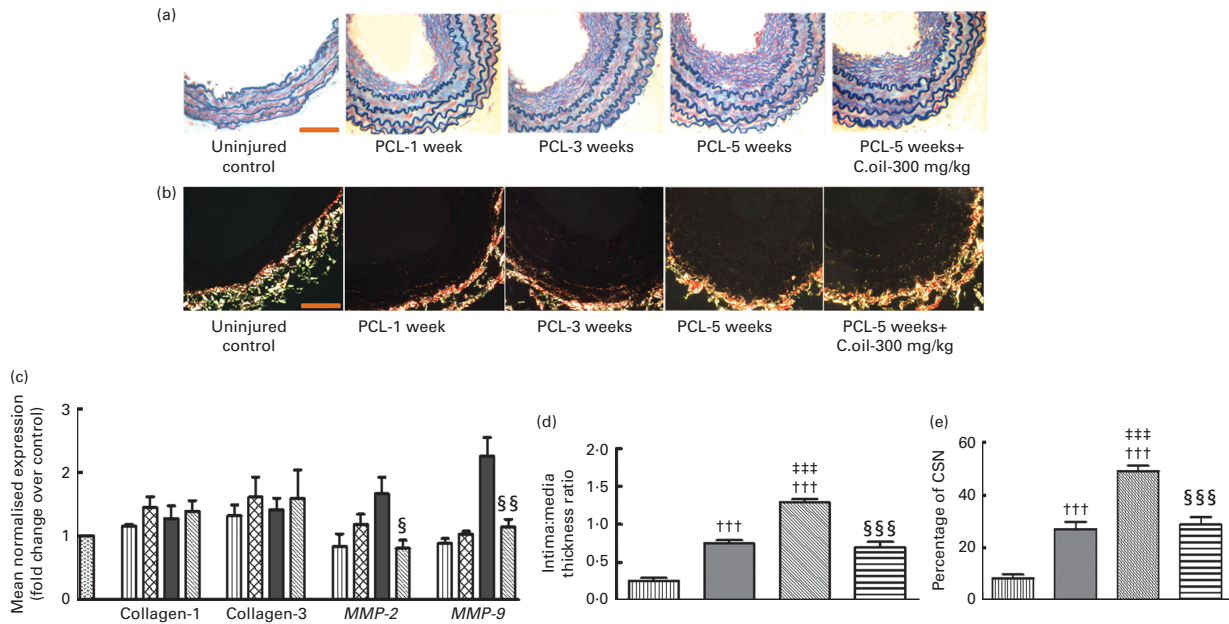 (a)
Uninjured
control
PCL-1 week
PCL-3 weeks
PCL-5 weeks
PCL-5 weeks+
C.oil-300 mg/kg
(b)
Uninjured
control
PCL-1 week
PCL-3 weeks
PCL-5 weeks
PCL-5 weeks+
C.oil-300 mg/kg
(c)
Mean normalised expression
(fold change over control)
3
2
1
0
§
§§
Collagen-1
Collagen-3
MMP-2
MMP-9
(d)
Intima:media
thickness ratio
2·0
1·5
1·0
0·5
0·0
†††
‡‡‡
†††
§§§
(e)
Percentage of CSN
60
40
20
0
†††
‡‡‡
†††
§§§